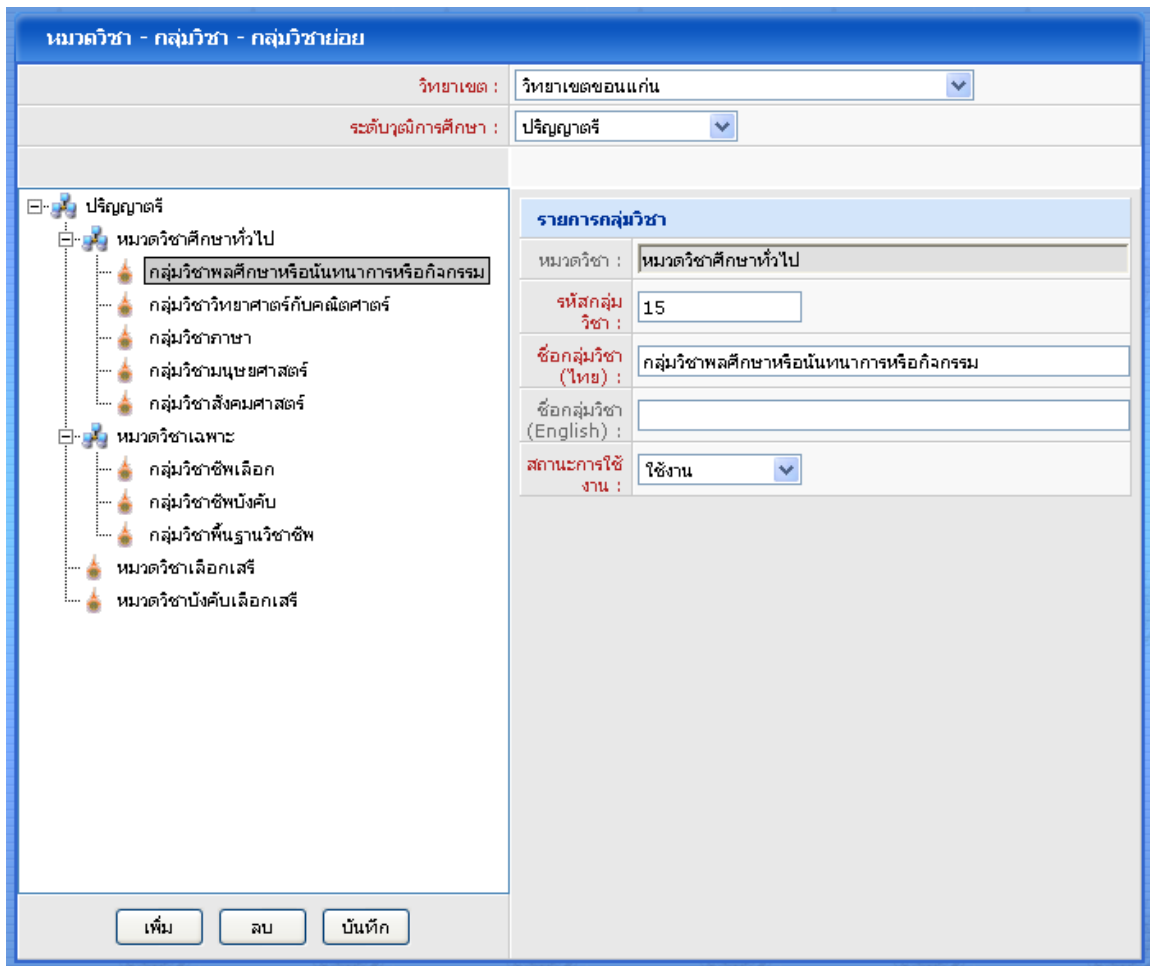 หมวดวิชา - กลุ่มวิชา - กลุ่มวิชาย่อย
วิทยาเขต : วิทยาเขตขอนแก่น
ระดับวุฒิการศึกษา : ปริญญาตรี
ปริญญาตรี
หมวดวิชาศึกษาทั่วไป
กลุ่มวิชาพลศึกษาหรือนันทนาการหรือกิจกรรม
กลุ่มวิชาวิทยาศาตร์กับคณิตศาตร์
กลุ่มวิชาภาษา
กลุ่มวิชามนุษยศาสตร์
กลุ่มวิชาสังคมศาสตร์
หมวดวิชาเฉพาะ
กลุ่มวิชาชีพเลือก
กลุ่มวิชาชีพบังคับ
กลุ่มวิชาพื้นฐานวิชาชีพ
หมวดวิชาเลือกเสรี
หมวดวิชาบังคับเลือกเสรี
รายการกลุ่มวิชา
หมวดวิชา : หมวดวิชาศึกษาทั่วไป
รหัสกลุ่ม
วิชา : 15
ชื่อกลุ่มวิชา
(ไทย) : กลุ่มวิชาพลศึกษาหรือนันทนาการหรือกิจกรรม
ชื่อกลุ่มวิชา
(English) :
สถานะการใช้
งาน : ใช้งาน
เพิ่ม ลบ บันทึก